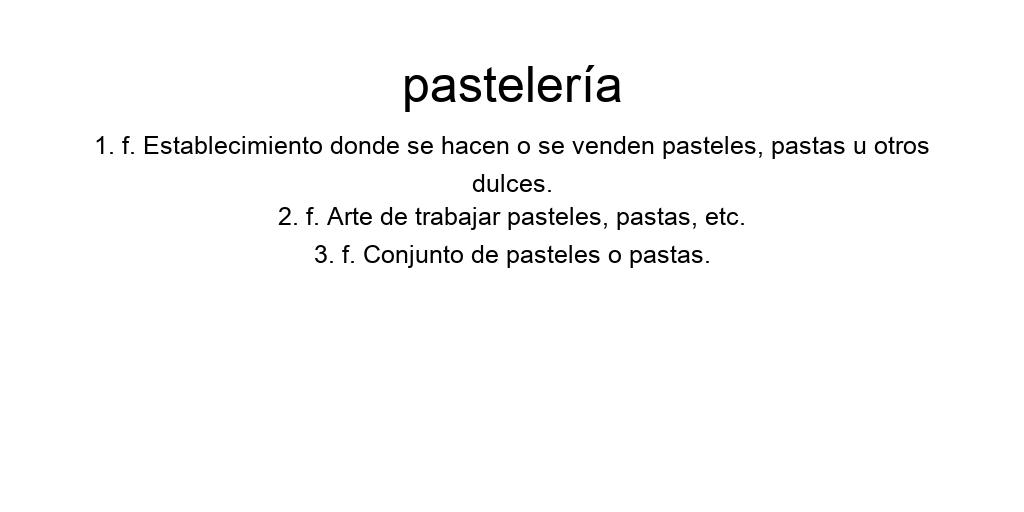 pastelería
1. f. Establecimiento donde se hacen o se venden pasteles, pastas u otros
dulces.
2. f. Arte de trabajar pasteles, pastas, etc.
3. f. Conjunto de pasteles o pastas.